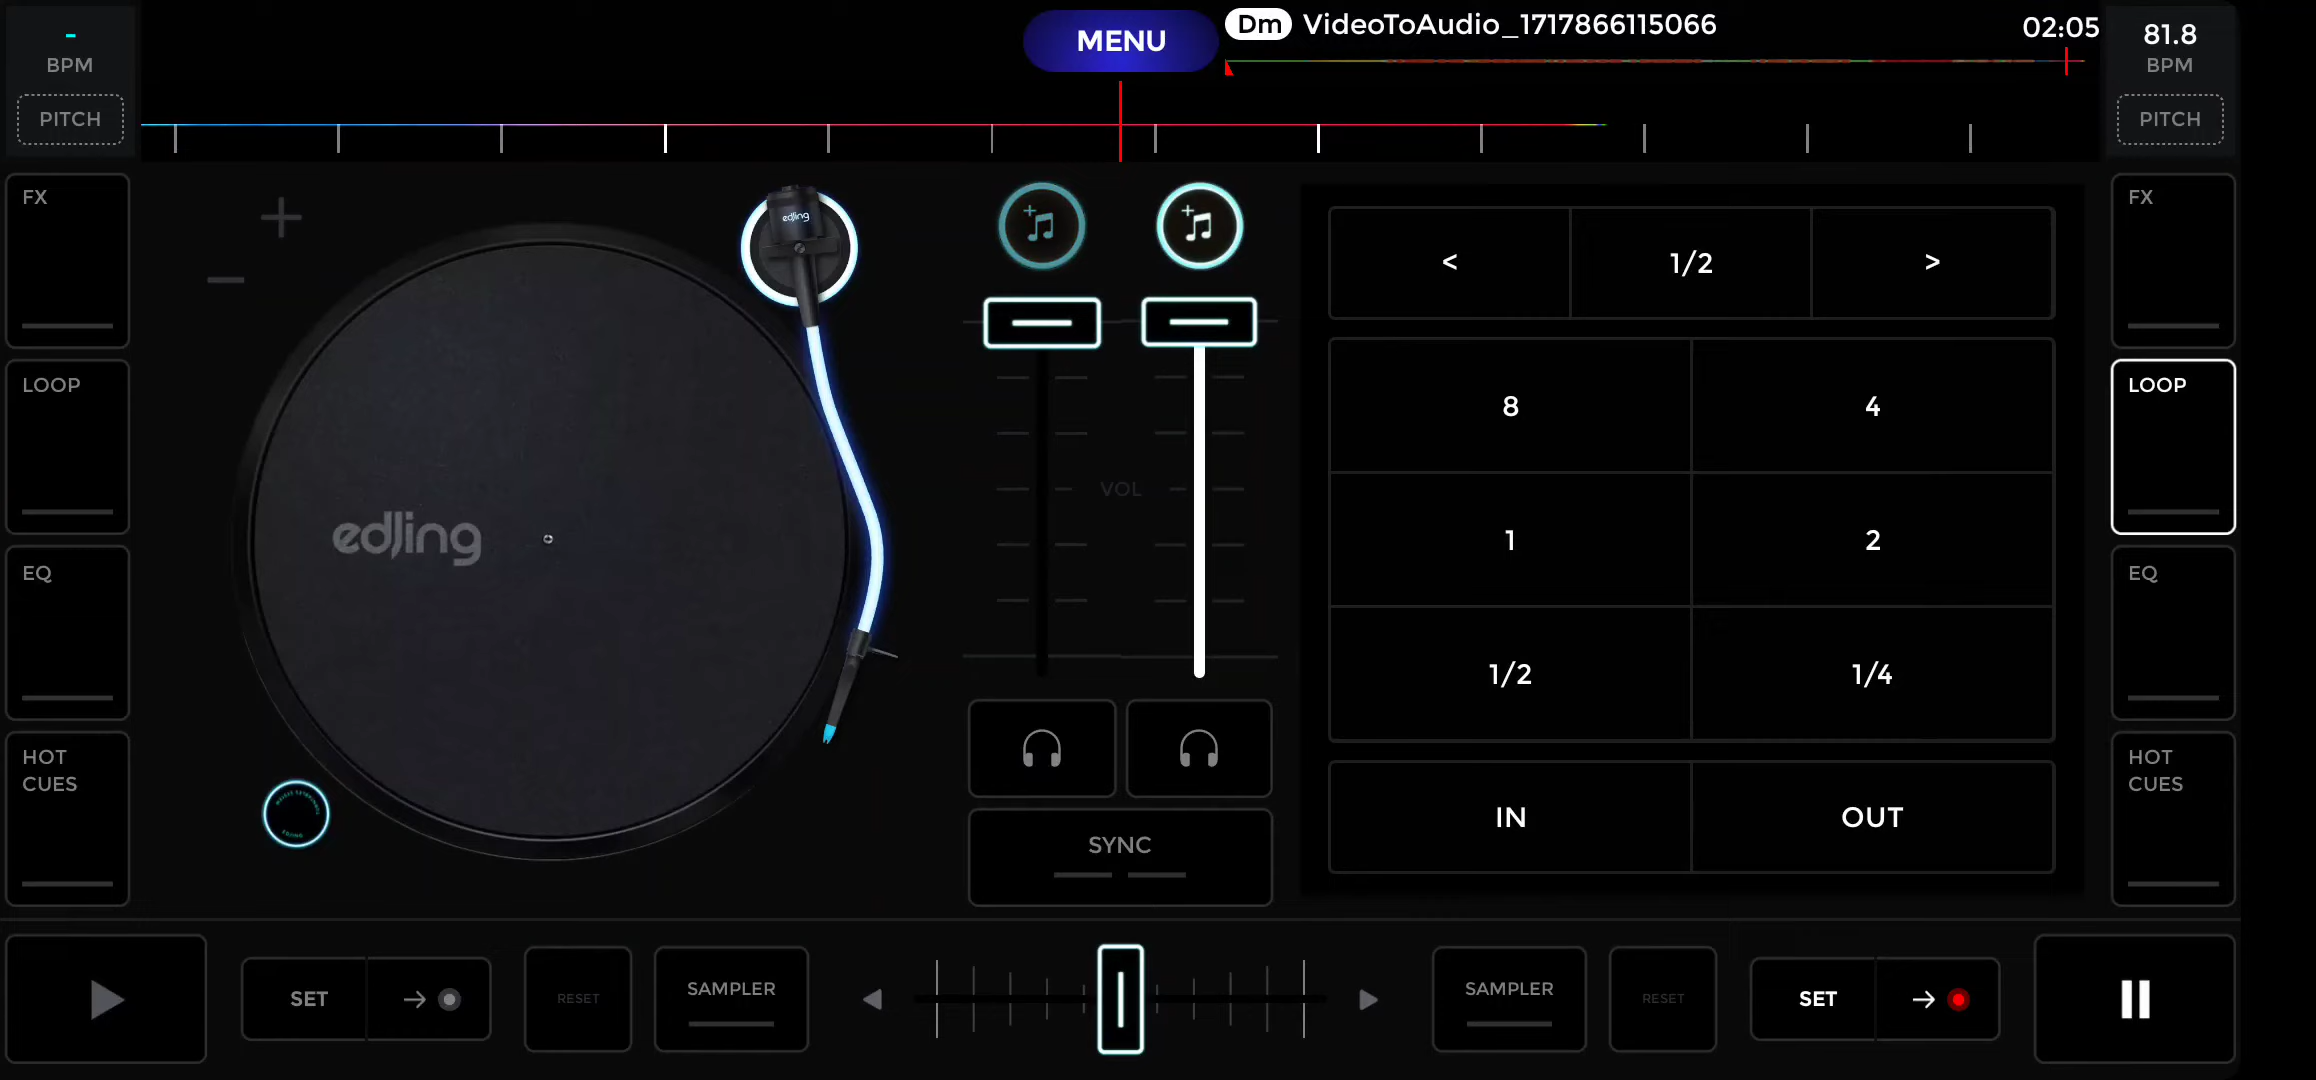 -
BPM
PITCH
MENU
Dm VideoToAudio_1717866115066
02:05
81.8
BPM
PITCH
FX
LOOP
EQ
HOT
CUES
edjing
edjing
VOL
SYNC
< 1/2 >
8 4
1 2
1/2 1/4
IN OUT
FX
LOOP
EQ
HOT
CUES
SET
RESET
SAMPLER
SAMPLER
RESET
SET